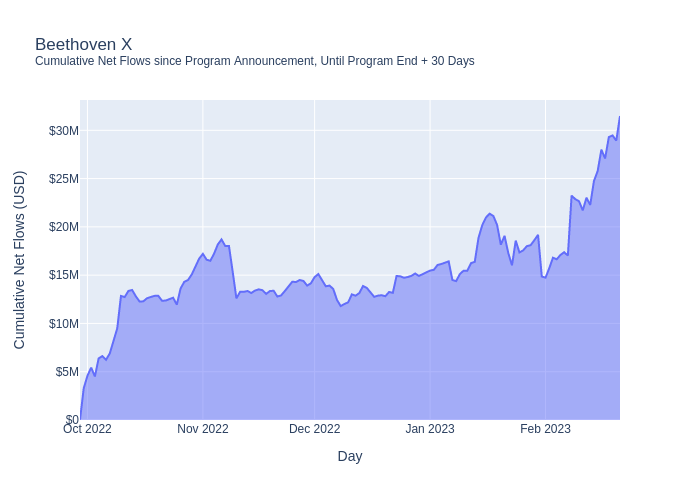 Beethoven X
Cumulative Net Flows since Program Announcement, Until Program End + 30 Days
Cumulative Net Flows (USD)
$30M
$25M
$20M
$15M
$10M
$5M
$0
Oct 2022
Nov 2022
Dec 2022
Jan 2023
Feb 2023
Day